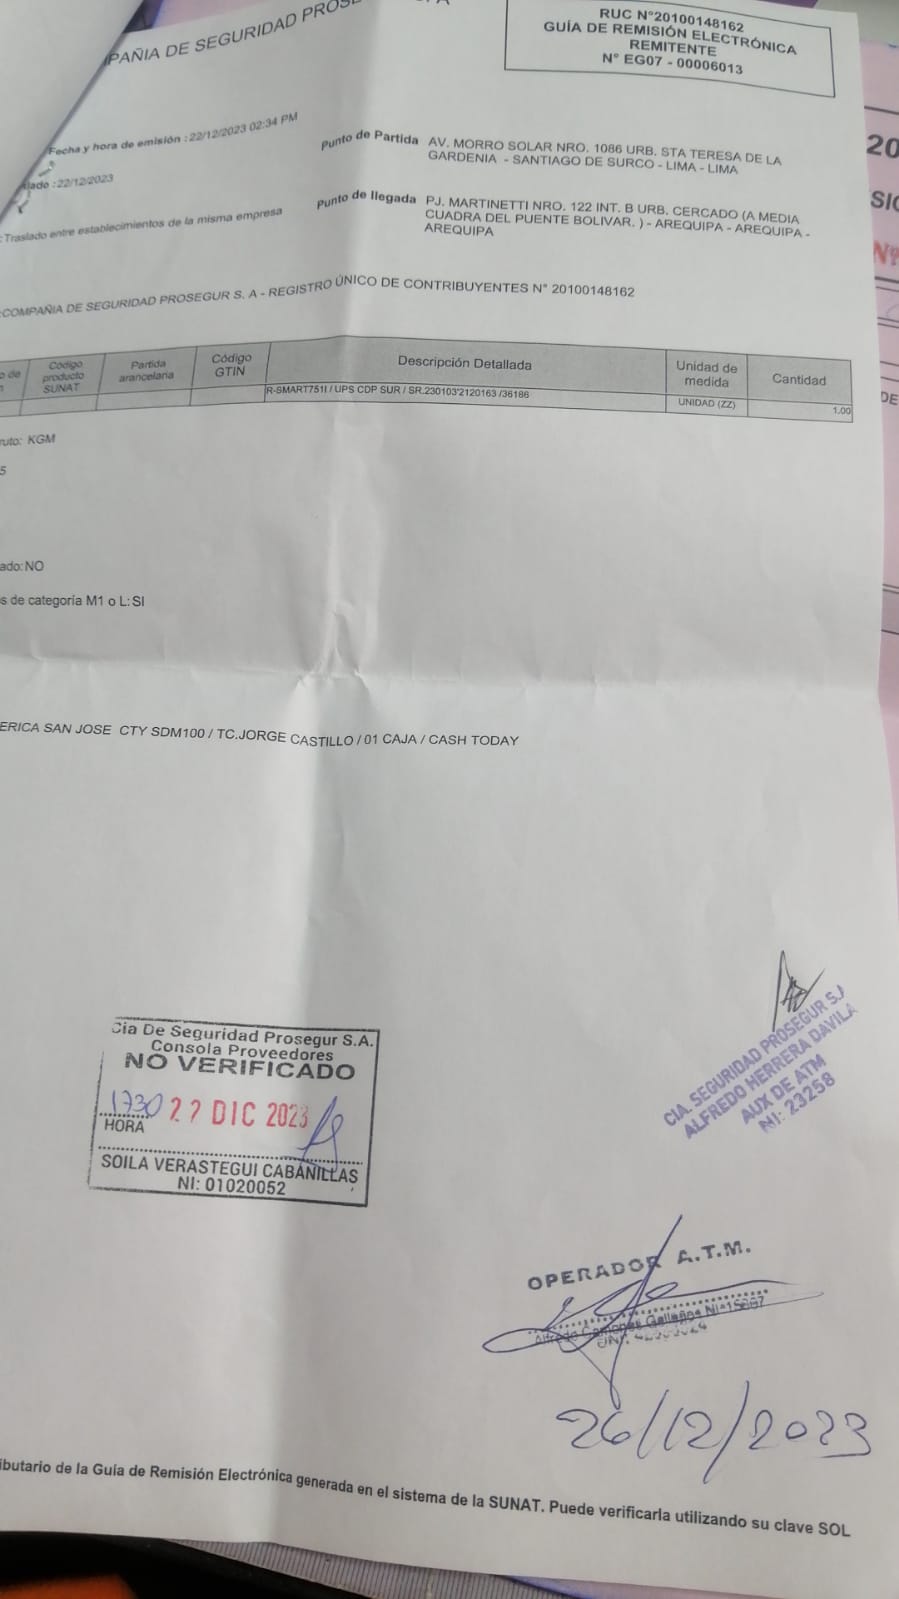 PAÑIA DE SEGURIDAD PROSE
RUC N°20100148162
GUÍA DE REMISIÓN ELECTRÓNICA
REMITENTE
N° EG07 - 00006013
Fecha y hora de emisión : 22/12/2023 02:34 PM
lado : 22/12/2023
: Traslado entre establecimientos de la misma empresa
Punto de Partida AV. MORRO SOLAR NRO. 1086 URB. STA TERESA DE LA
GARDENIA - SANTIAGO DE SURCO - LIMA - LIMA
Punto de llegada PJ. MARTINETTI NRO. 122 INT. B URB. CERCADO (A MEDIA
CUADRA DEL PUENTE BOLIVAR. ) - AREQUIPA - AREQUIPA -
AREQUIPA
: COMPAÑIA DE SEGURIDAD PROSEGUR S. A - REGISTRO ÚNICO DE CONTRIBUYENTES N° 20100148162
o de
Código producto SUNAT
Partida arancelaria
Código GTIN
Descripción Detallada
Unidad de medida
Cantidad
R-SMART751I / UPS CDP SUR / SR.230103'2120163 /36186 UNIDAD (ZZ) 1.00
ruto: KGM
5
ado: NO
s de categoría M1 o L: SI
ERICA SAN JOSE CTY SDM100 / TC.JORGE CASTILLO / 01 CAJA / CASH TODAY
Cia De Seguridad Prosegur S.A.
Consola Proveedores
NO VERIFICADO
1730 22 DIC 2023
HORA
SOILA VERASTEGUI CABANILLAS
NI: 01020052
CIA. SEGURIDAD PROSEGUR S.A
ALFREDO HERRERA DAVILA
AUX DE ATM
NI: 23258
OPERADOR A.T.M.
Alfredo
26/12/2023
ibutario de la Guía de Remisión Electrónica generada en el sistema de la SUNAT. Puede verificarla utilizando su clave SOL
20
SIO
Nº
DE